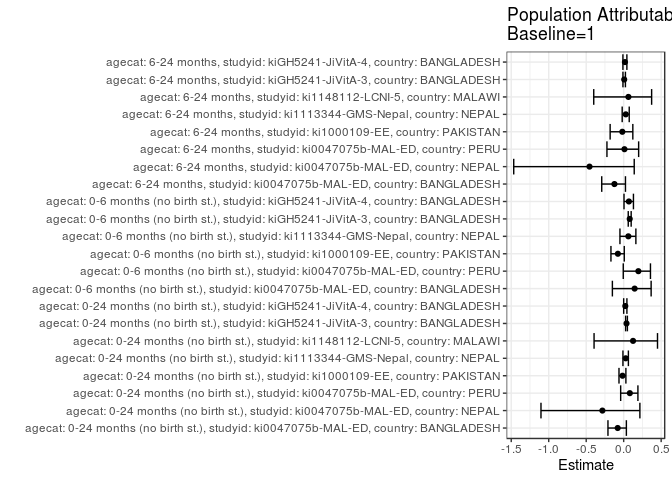 Population Attributab
Baseline=1
agecat: 6-24 months, studyid: kiGH5241-JiVitA-4, country: BANGLADESH
agecat: 6-24 months, studyid: kiGH5241-JiVitA-3, country: BANGLADESH
agecat: 6-24 months, studyid: ki1148112-LCNI-5, country: MALAWI
agecat: 6-24 months, studyid: ki1113344-GMS-Nepal, country: NEPAL
agecat: 6-24 months, studyid: ki1000109-EE, country: PAKISTAN
agecat: 6-24 months, studyid: ki0047075b-MAL-ED, country: PERU
agecat: 6-24 months, studyid: ki0047075b-MAL-ED, country: NEPAL
agecat: 6-24 months, studyid: ki0047075b-MAL-ED, country: BANGLADESH
agecat: 0-6 months (no birth st.), studyid: kiGH5241-JiVitA-4, country: BANGLADESH
agecat: 0-6 months (no birth st.), studyid: kiGH5241-JiVitA-3, country: BANGLADESH
agecat: 0-6 months (no birth st.), studyid: ki1113344-GMS-Nepal, country: NEPAL
agecat: 0-6 months (no birth st.), studyid: ki1000109-EE, country: PAKISTAN
agecat: 0-6 months (no birth st.), studyid: ki0047075b-MAL-ED, country: PERU
agecat: 0-6 months (no birth st.), studyid: ki0047075b-MAL-ED, country: BANGLADESH
agecat: 0-24 months (no birth st.), studyid: kiGH5241-JiVitA-4, country: BANGLADESH
agecat: 0-24 months (no birth st.), studyid: kiGH5241-JiVitA-3, country: BANGLADESH
agecat: 0-24 months (no birth st.), studyid: ki1148112-LCNI-5, country: MALAWI
agecat: 0-24 months (no birth st.), studyid: ki1113344-GMS-Nepal, country: NEPAL
agecat: 0-24 months (no birth st.), studyid: ki1000109-EE, country: PAKISTAN
agecat: 0-24 months (no birth st.), studyid: ki0047075b-MAL-ED, country: PERU
agecat: 0-24 months (no birth st.), studyid: ki0047075b-MAL-ED, country: NEPAL
agecat: 0-24 months (no birth st.), studyid: ki0047075b-MAL-ED, country: BANGLADESH
-1.5 -1.0 -0.5 0.0 0.5
Estimate